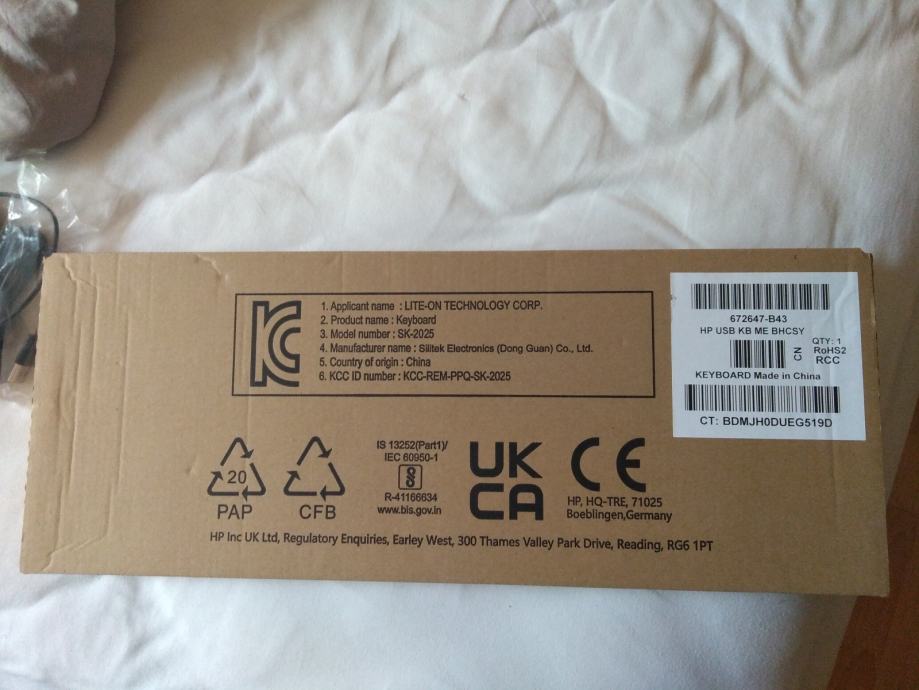 KC
1. Applicant name : LITE-ON TECHNOLOGY CORP.
2. Product name : Keyboard
3. Model number : SK-2025
4. Manufacturer name : Silitek Electronics (Dong Guan) Co., Ltd.
5. Country of origin : China
6. KCC ID number : KCC-REM-PPQ-SK-2025
672647-B43
HP USB KB ME BHCSY
CN
QTY: 1
RoHS2
RCC
KEYBOARD Made in China
CT: BDMJH0DUEG519D
20
PAP
CFB
IS 13252(Part1)/
IEC 60950-1
R-41166634
www.bis.gov.in
UK
CA
CE
HP, HQ-TRE, 71025
Boeblingen,Germany
HP Inc UK Ltd, Regulatory Enquiries, Earley West, 300 Thames Valley Park Drive, Reading, RG6 1PT